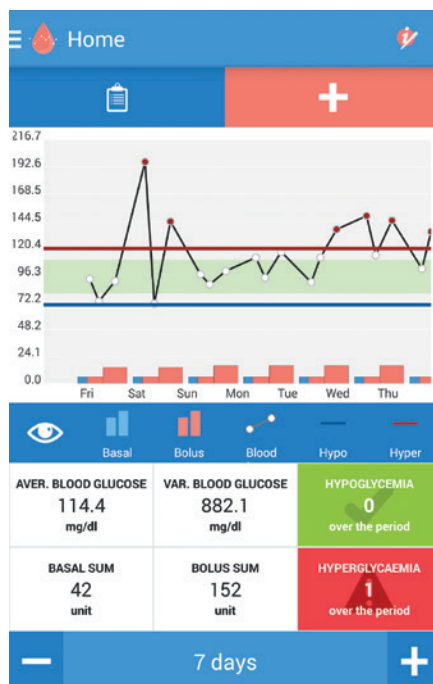 Home
216.7
192.6
168.5
144.5
120.4
96.3
72.2
48.2
24.1
0.0
Fri Sat Sun Mon Tue Wed Thu
Basal Bolus Blood Hypo Hyper
AVER. BLOOD GLUCOSE
114.4
mg/dl
VAR. BLOOD GLUCOSE
882.1
mg/dl
HYPOGLYCEMIA
0
over the period
BASAL SUM
42
unit
BOLUS SUM
152
unit
HYPERGLYCAEMIA
1
over the period
7 days